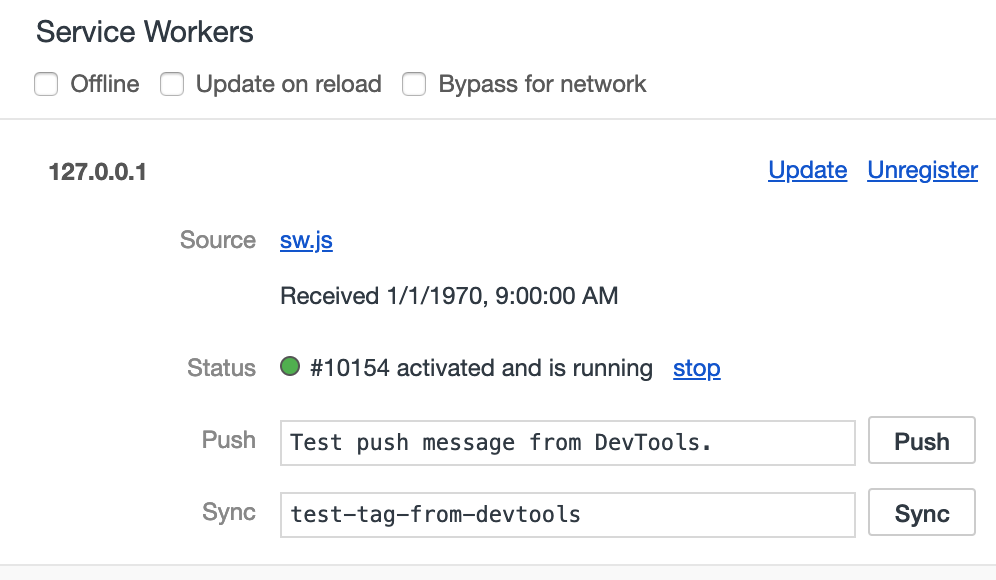 Service Workers
Offline Update on reload Bypass for network
127.0.0.1 Update Unregister
Source sw.js
Received 1/1/1970, 9:00:00 AM
Status #10154 activated and is running stop
Push Test push message from DevTools. Push
Sync test-tag-from-devtools Sync